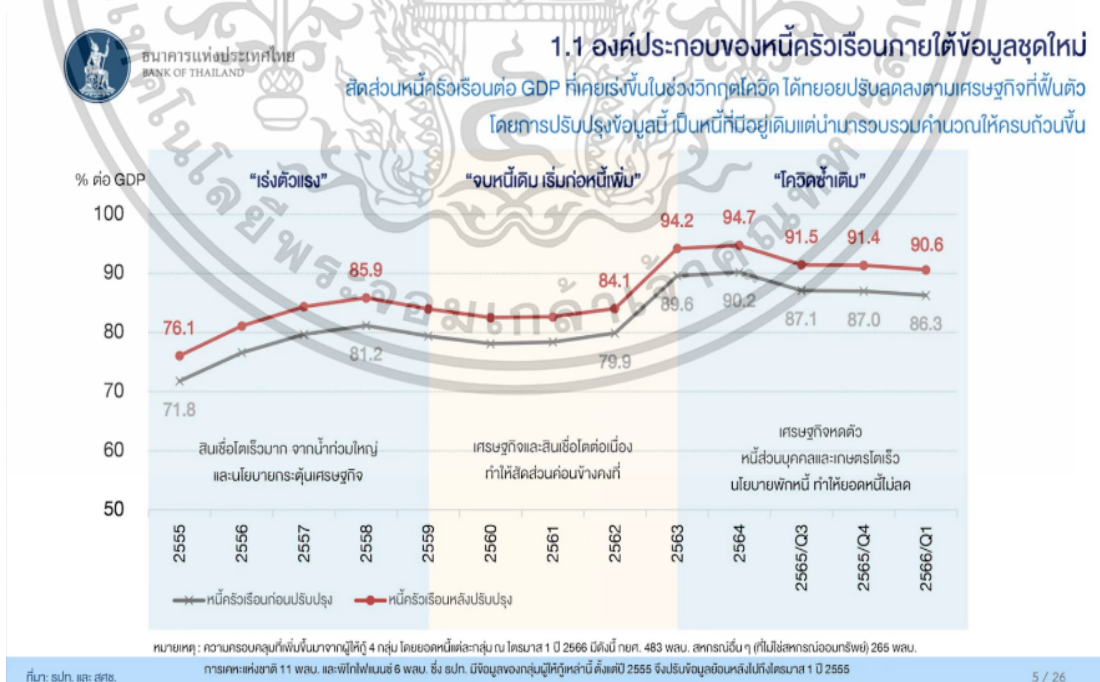 ธนาคารแห่งประเทศไทย
BANK OF THAILAND
1.1 องค์ประกอบของหนี้ครัวเรือนภายใต้ข้อมูลชุดใหม่
สัดส่วนหนี้ครัวเรือนต่อ GDP ที่เคยเร่งขึ้นในช่วงวิกฤตโควิด ได้ทยอยปรับลดลงตามเศรษฐกิจที่ฟื้นตัว
โดยการปรับปรุงข้อมูลนี้ เป็นหนี้ที่มีอยู่เดิมแต่นำมารวบรวมคำนวณให้ครบถ้วนขึ้น
% ต่อ GDP
"เร่งตัวแรง"
"จบหนี้เดิม เริ่มก่อหนี้เพิ่ม"
"โควิดซ้ำเติม"
100
90
80
70
60
50
76.1
85.9
84.1
94.2
94.7
91.5
91.4
90.6
71.8
81.2
79.9
89.6
90.2
87.1
87.0
86.3
สินเชื่อโตเร็วมาก จากน้ำท่วมใหญ่
และนโยบายกระตุ้นเศรษฐกิจ
เศรษฐกิจและสินเชื่อโตต่อเนื่อง
ทำให้สัดส่วนค่อนข้างคงที่
เศรษฐกิจหดตัว
หนี้ส่วนบุคคลและเกษตรโตเร็ว
นโยบายพักหนี้ ทำให้ยอดหนี้ไม่ลด
2555
2556
2557
2558
2559
2560
2561
2562
2563
2564
2565/Q3
2565/Q4
2566/Q1
หนี้ครัวเรือนก่อนปรับปรุง
หนี้ครัวเรือนหลังปรับปรุง
หมายเหตุ : ความครอบคลุมที่เพิ่มขึ้นมาจากผู้ให้กู้ 4 กลุ่ม โดยยอดหนี้แต่ละกลุ่ม ณ ไตรมาส 1 ปี 2566 มีดังนี้ กยศ. 483 พลบ. สหกรณ์อื่น ๆ (ที่ไม่ใช่สหกรณ์ออมทรัพย์) 265 พลบ.
การเคหะแห่งชาติ 11 พลบ. และพิโกไฟแนนซ์ 6 พลบ. ซึ่ง ธปท. มีข้อมูลของกลุ่มผู้ให้กู้เหล่านี้ ตั้งแต่ปี 2555 จึงปรับข้อมูลย้อนหลังไปถึงไตรมาส 1 ปี 2555
ที่มา: ธปท. และ สศช.
5 / 26